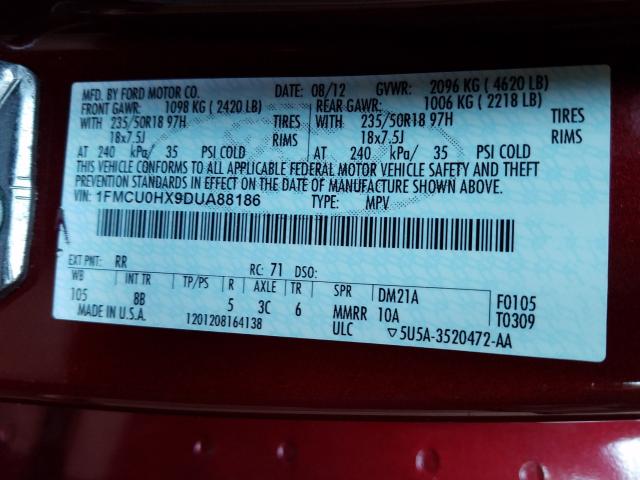 MFD. BY FORD MOTOR CO. DATE: 08/12 GVWR: 2096 KG ( 4620 LB)
FRONT GAWR: 1098 KG ( 2420 LB) REAR GAWR: 1006 KG ( 2218 LB)
WITH 235/50R18 97H TIRES WITH 235/50R18 97H TIRES
18x7.5J RIMS 18x7.5J RIMS
AT 240 kPa/ 35 PSI COLD AT 240 kPa/ 35 PSI COLD
THIS VEHICLE CONFORMS TO ALL APPLICABLE FEDERAL MOTOR VEHICLE SAFETY AND THEFT
PREVENTION STANDARDS IN EFFECT ON THE DATE OF MANUFACTURE SHOWN ABOVE.
VIN: 1FMCU0HX9DUA88186 TYPE: MPV
EXT PNT: RR RC: 71 DSO:
WB INT TR TP/PS R AXLE TR SPR DM21A F0105
105 8B 5 3C 6 MMRR 10A T0309
MADE IN U.S.A. 1201208164138 ULC ▽5U5A-3520472-AA